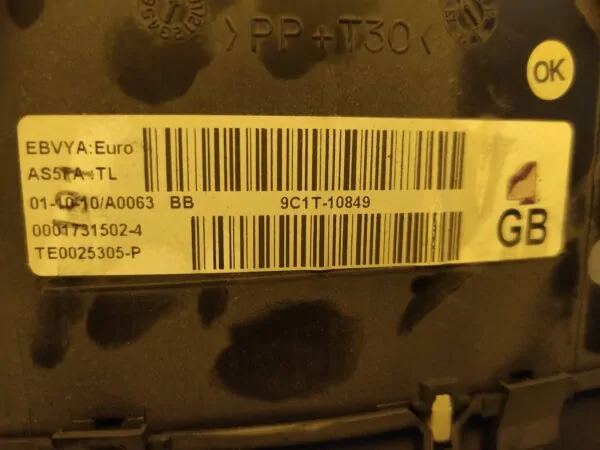 >PP+T30<
OK
EBVYA:Euro
AS5TA-TL
01-10-10/A0063 BB 9C1T-10849
0001731502-4
TE0025305-P
GB